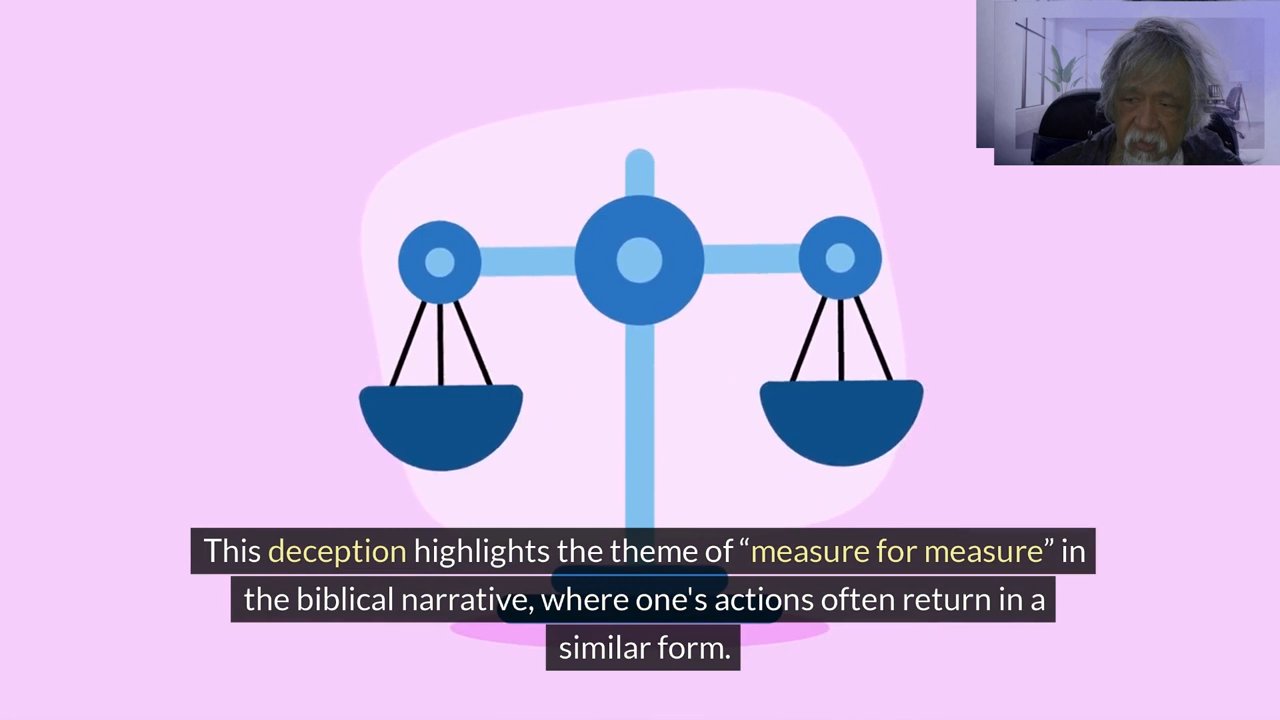 This deception highlights the theme of “measure for measure” in
the biblical narrative, where one's actions often return in a
similar form.